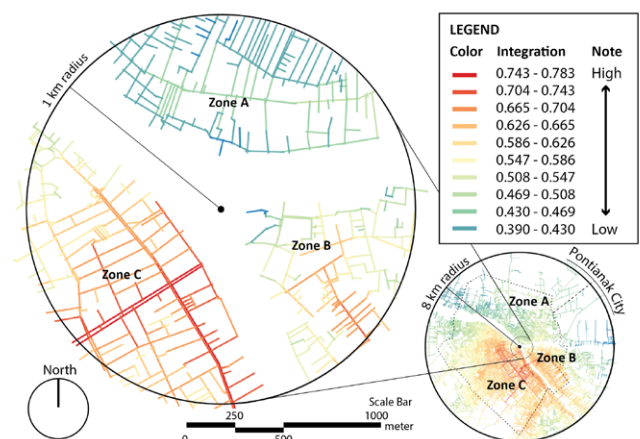 LEGEND
Color Integration Note
0.743 - 0.783 High
0.704 - 0.743
0.665 - 0.704
0.626 - 0.665
0.586 - 0.626
0.547 - 0.586
0.508 - 0.547
0.469 - 0.508
0.430 - 0.469
0.390 - 0.430 Low
1 km radius
Zone A
Zone B
Zone C
8 km radius
Pontianak City
Zone A
Zone B
Zone C
North
Scale Bar
250 1000
meter
0 500